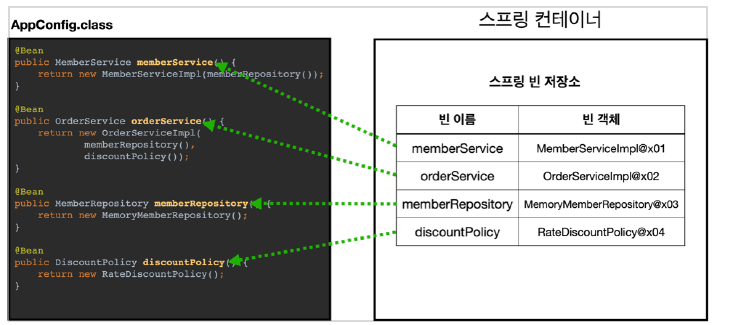 AppConfig.class
@Bean
public MemberService memberService() {
return new MemberServiceImpl(memberRepository());
}
@Bean
public OrderService orderService() {
return new OrderServiceImpl(
memberRepository(),
discountPolicy());
}
@Bean
public MemberRepository memberRepository() {
return new MemoryMemberRepository();
}
@Bean
public DiscountPolicy discountPolicy() {
return new RateDiscountPolicy();
}
스프링 컨테이너
스프링 빈 저장소
빈 이름 빈 객체
memberService MemberServiceImpl@x01
orderService OrderServiceImpl@x02
memberRepository MemoryMemberRepository@x03
discountPolicy RateDiscountPolicy@x04